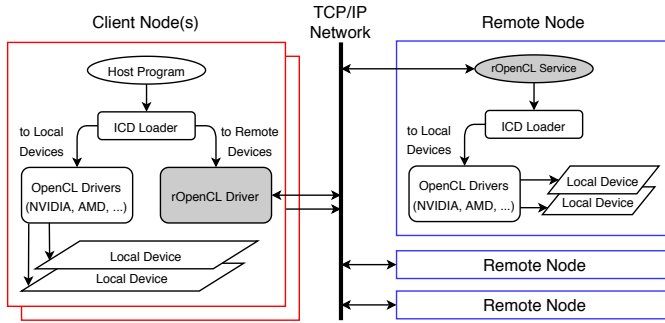 Client Node(s)
TCP/IP
Network
Remote Node
Host Program
ICD Loader
to Local
Devices
to Remote
Devices
OpenCL Drivers
(NVIDIA, AMD, ...)
rOpenCL Driver
Local Device
Local Device
rOpenCL Service
ICD Loader
to Local
Devices
OpenCL Drivers
(NVIDIA, AMD, ...)
Local Device
Local Device
Remote Node
Remote Node